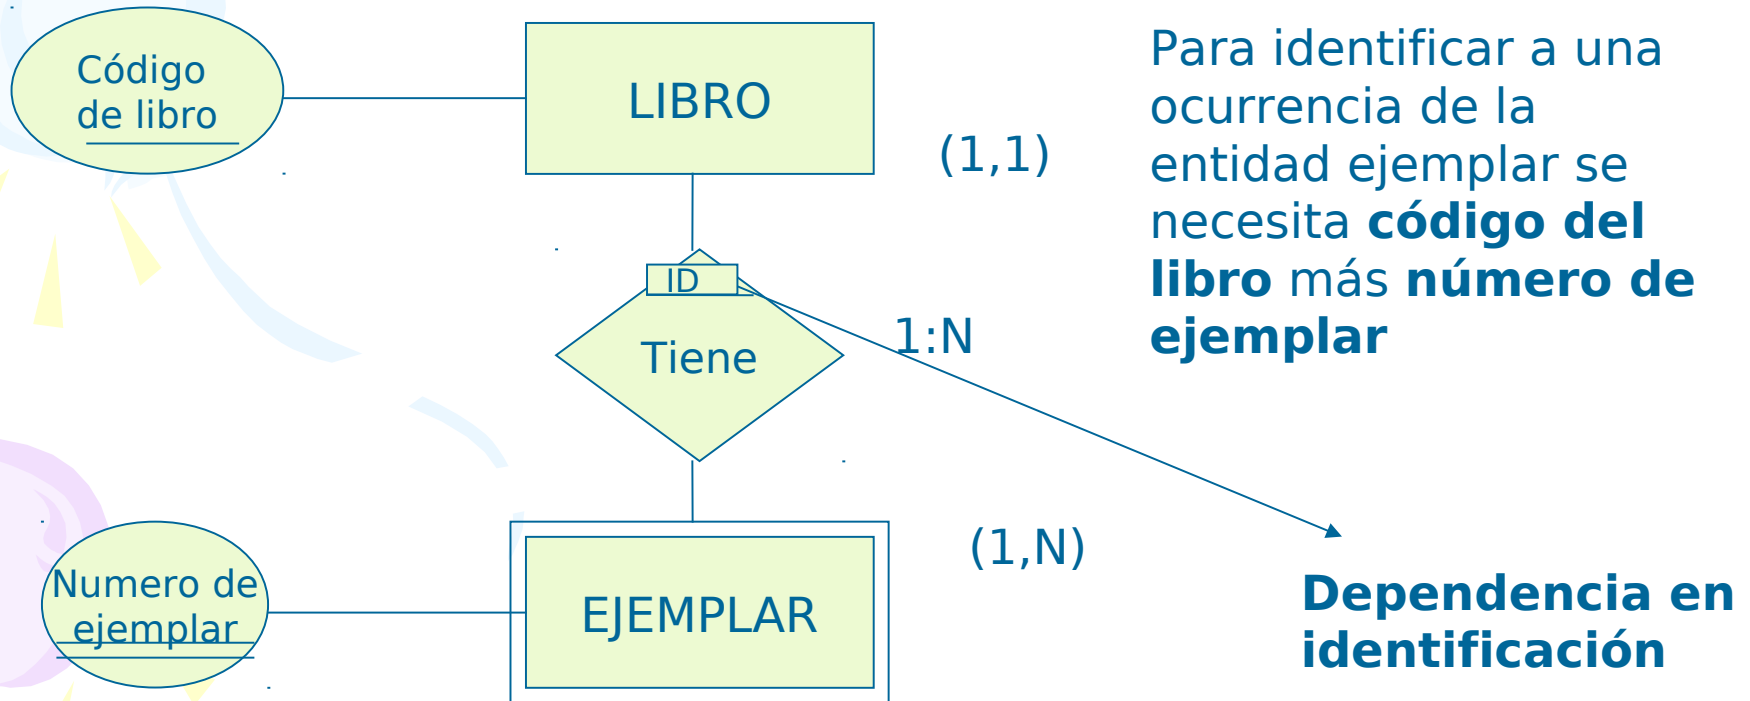 Código
de libro
LIBRO
(1,1)
Para identificar a una
ocurrencia de la
entidad ejemplar se
necesita código del
libro más número de
ejemplar
ID
Tiene
1:N
Numero de
ejemplar
EJEMPLAR
(1,N)
Dependencia en
identificación